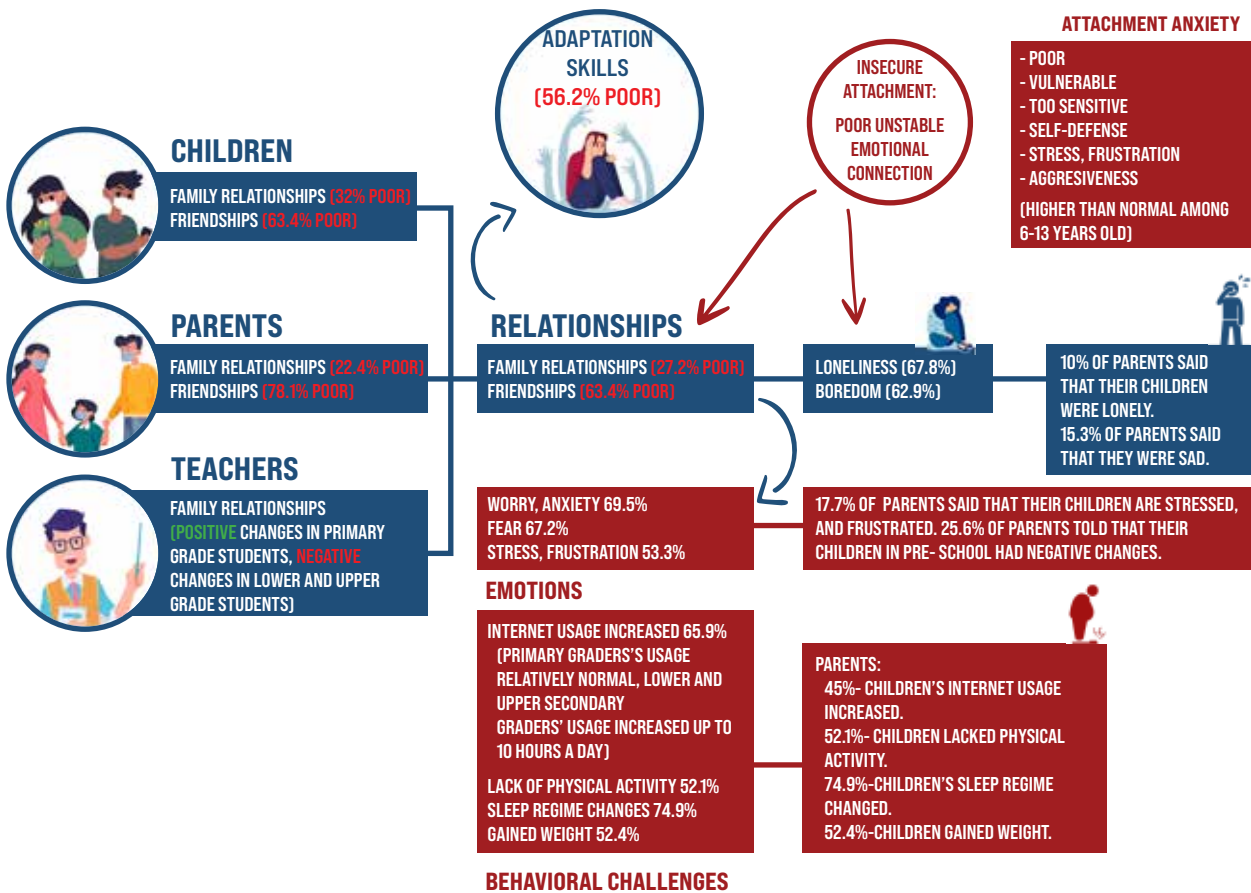 ADAPTATION
SKILLS
(56.2% POOR)
INSECURE
ATTACHMENT:
POOR UNSTABLE
EMOTIONAL
CONNECTION
ATTACHMENT ANXIETY
- POOR
- VULNERABLE
- TOO SENSITIVE
- SELF-DEFENSE
- STRESS, FRUSTRATION
- AGGRESIVENESS
(HIGHER THAN NORMAL AMONG
6-13 YEARS OLD)
CHILDREN
FAMILY RELATIONSHIPS (32% POOR)
FRIENDSHIPS (63.4% POOR)
PARENTS
FAMILY RELATIONSHIPS (22.4% POOR)
FRIENDSHIPS (78.1% POOR)
TEACHERS
FAMILY RELATIONSHIPS
(POSITIVE CHANGES IN PRIMARY
GRADE STUDENTS, NEGATIVE
CHANGES IN LOWER AND UPPER
GRADE STUDENTS)
RELATIONSHIPS
FAMILY RELATIONSHIPS (27.2% POOR)
FRIENDSHIPS (63.4% POOR)
LONELINESS (67.8%)
BOREDOM (62.9%)
10% OF PARENTS SAID
THAT THEIR CHILDREN
WERE LONELY.
15.3% OF PARENTS SAID
THAT THEY WERE SAD.
WORRY, ANXIETY 69.5%
FEAR 67.2%
STRESS, FRUSTRATION 53.3%
17.7% OF PARENTS SAID THAT THEIR CHILDREN ARE STRESSED,
AND FRUSTRATED. 25.6% OF PARENTS TOLD THAT THEIR
CHILDREN IN PRE- SCHOOL HAD NEGATIVE CHANGES.
EMOTIONS
INTERNET USAGE INCREASED 65.9%
(PRIMARY GRADERS'S USAGE
RELATIVELY NORMAL, LOWER AND
UPPER SECONDARY
GRADERS' USAGE INCREASED UP TO
10 HOURS A DAY)
LACK OF PHYSICAL ACTIVITY 52.1%
SLEEP REGIME CHANGES 74.9%
GAINED WEIGHT 52.4%
PARENTS:
45%- CHILDREN'S INTERNET USAGE
INCREASED.
52.1%- CHILDREN LACKED PHYSICAL
ACTIVITY.
74.9%-CHILDREN'S SLEEP REGIME
CHANGED.
52.4%-CHILDREN GAINED WEIGHT.
BEHAVIORAL CHALLENGES